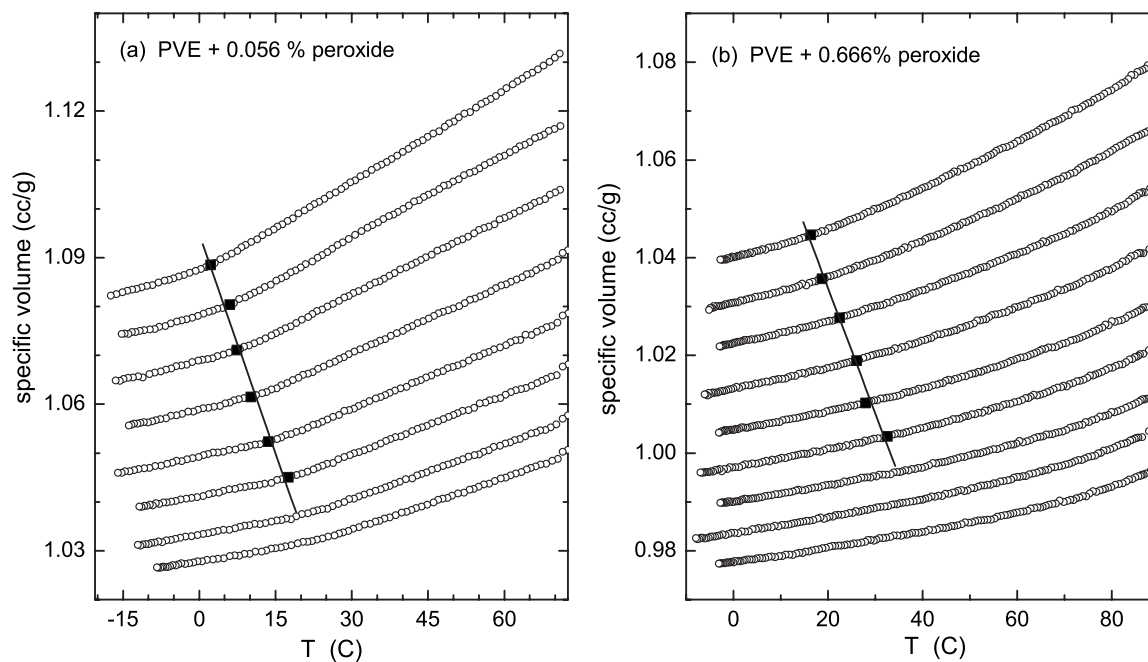 (a) PVE + 0.056 % peroxide
1.12
1.09
1.06
1.03
specific volume (cc/g)
-15 0 15 30 45 60
T (C)
(b) PVE + 0.666% peroxide
1.08
1.06
1.04
1.02
1.00
0.98
specific volume (cc/g)
0 20 40 60 80
T (C)